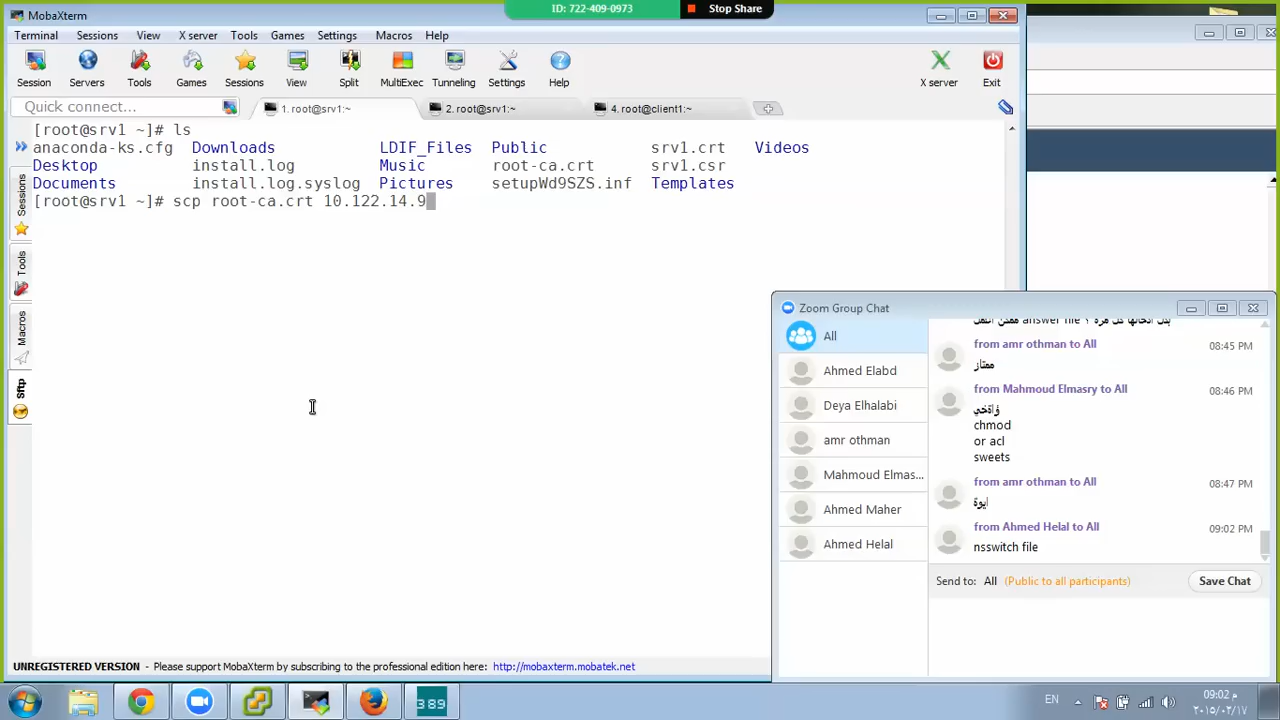 ID: 722-409-0973
Stop Share
MobaXterm
Terminal Sessions View X server Tools Games Settings Macros Help
Session Servers Tools Games Sessions View Split MultiExec Tunneling Settings Help X server Exit
Quick connect...
1. root@srv1:~
2. root@srv1:~
4. root@client1:~
Sessions
Tools
Macros
Sftp
[root@srv1 ~]# ls
anaconda-ks.cfg Downloads LDIF_Files Public srv1.crt Videos
Desktop install.log Music root-ca.crt srv1.csr
Documents install.log.syslog Pictures setupWd9SZS.inf Templates
[root@srv1 ~]# scp root-ca.crt 10.122.14.9
Zoom Group Chat
All
Ahmed Elabd
Deya Elhalabi
amr othman
Mahmoud Elmas...
Ahmed Maher
Ahmed Helal
answer file
from amr othman to All 08:45 PM
ممتاز
from Mahmoud Elmasry to All 08:46 PM
chmod
or acl
sweets
from amr othman to All 08:47 PM
ايوة
from Ahmed Helal to All 09:02 PM
nsswitch file
Send to: All (Public to all participants) Save Chat
UNREGISTERED VERSION - Please support MobaXterm by subscribing to the professional edition here: http://mobaxterm.mobatek.net
389
EN
09:02 م
٢٠١٥/٠٢/١٧